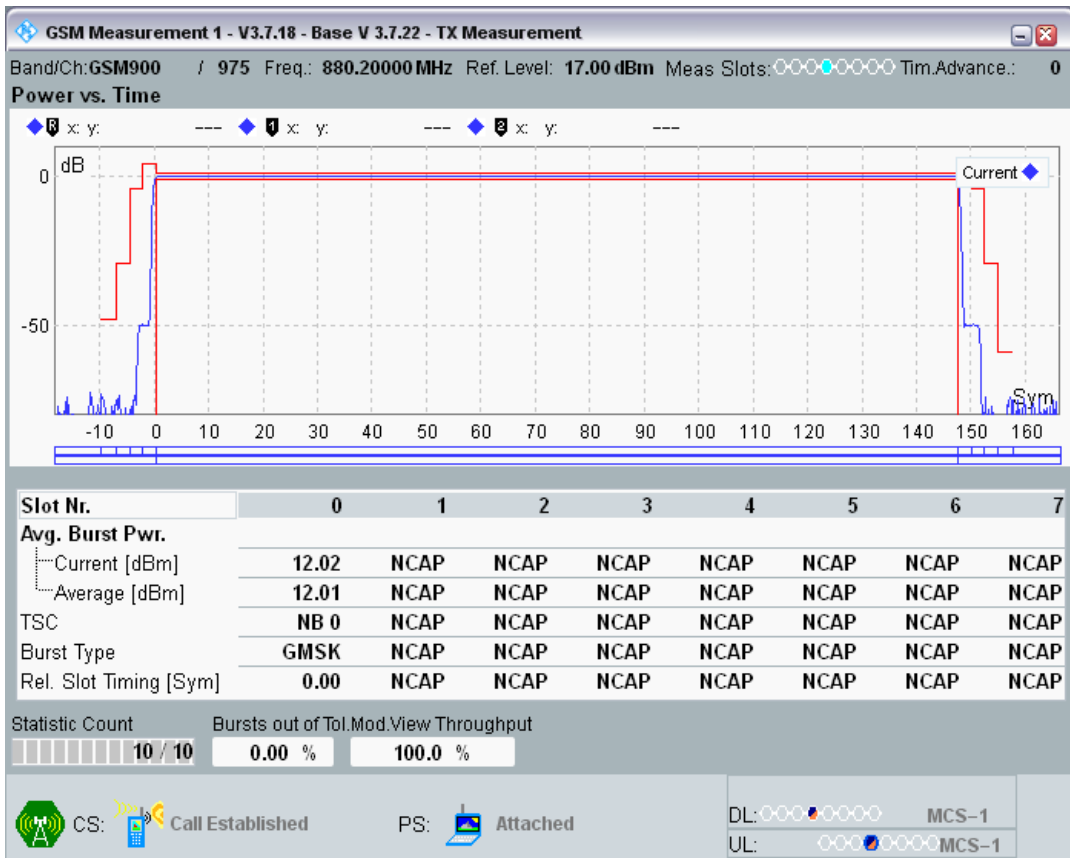 GSM Measurement 1 - V3.7.18 - Base V 3.7.22 - TX Measurement
Band/Ch:GSM900 / 975 Freq.: 880.20000 MHz Ref. Level: 17.00 dBm Meas Slots: Tim.Advance.: 0
Power vs. Time
R x: y: --- 1 x: y: --- 2 x: y: ---
dB
Current
0
-50
Sym
-10 0 10 20 30 40 50 60 70 80 90 100 110 120 130 140 150 160
Slot Nr. 0 1 2 3 4 5 6 7
Avg. Burst Pwr.
Current [dBm] 12.02 NCAP NCAP NCAP NCAP NCAP NCAP NCAP
Average [dBm] 12.01 NCAP NCAP NCAP NCAP NCAP NCAP NCAP
TSC NB 0 NCAP NCAP NCAP NCAP NCAP NCAP NCAP
Burst Type GMSK NCAP NCAP NCAP NCAP NCAP NCAP NCAP
Rel. Slot Timing [Sym] 0.00 NCAP NCAP NCAP NCAP NCAP NCAP NCAP
Statistic Count Bursts out of Tol.Mod.View Throughput
10 / 10 0.00 % 100.0 %
CS: Call Established PS: Attached
DL: MCS-1
UL: MCS-1